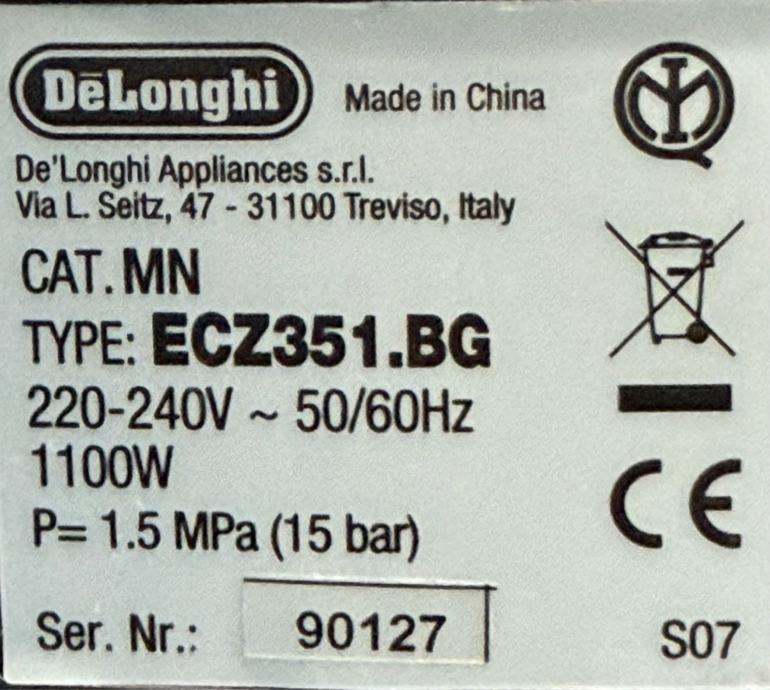 DeLonghi Made in China
De'Longhi Appliances s.r.l.
Via L. Seitz, 47 - 31100 Treviso, Italy
CAT. MN
TYPE: ECZ351.BG
220-240V ~ 50/60Hz
1100W
P= 1.5 MPa (15 bar)
Ser. Nr.: 90127
S07
CE